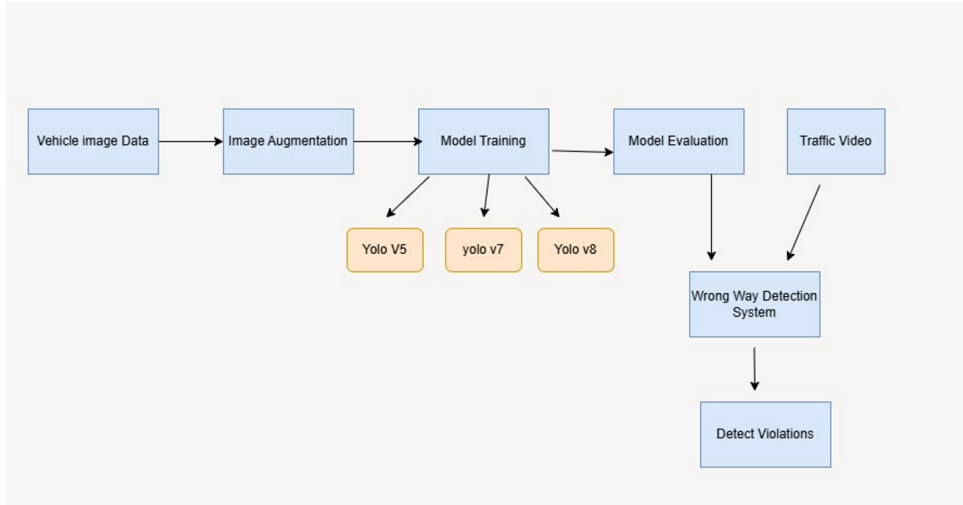 Vehicle image Data
Image Augmentation
Model Training
Model Evaluation
Traffic Video
Yolo V5
yolo v7
Yolo v8
Wrong Way Detection
System
Detect Violations